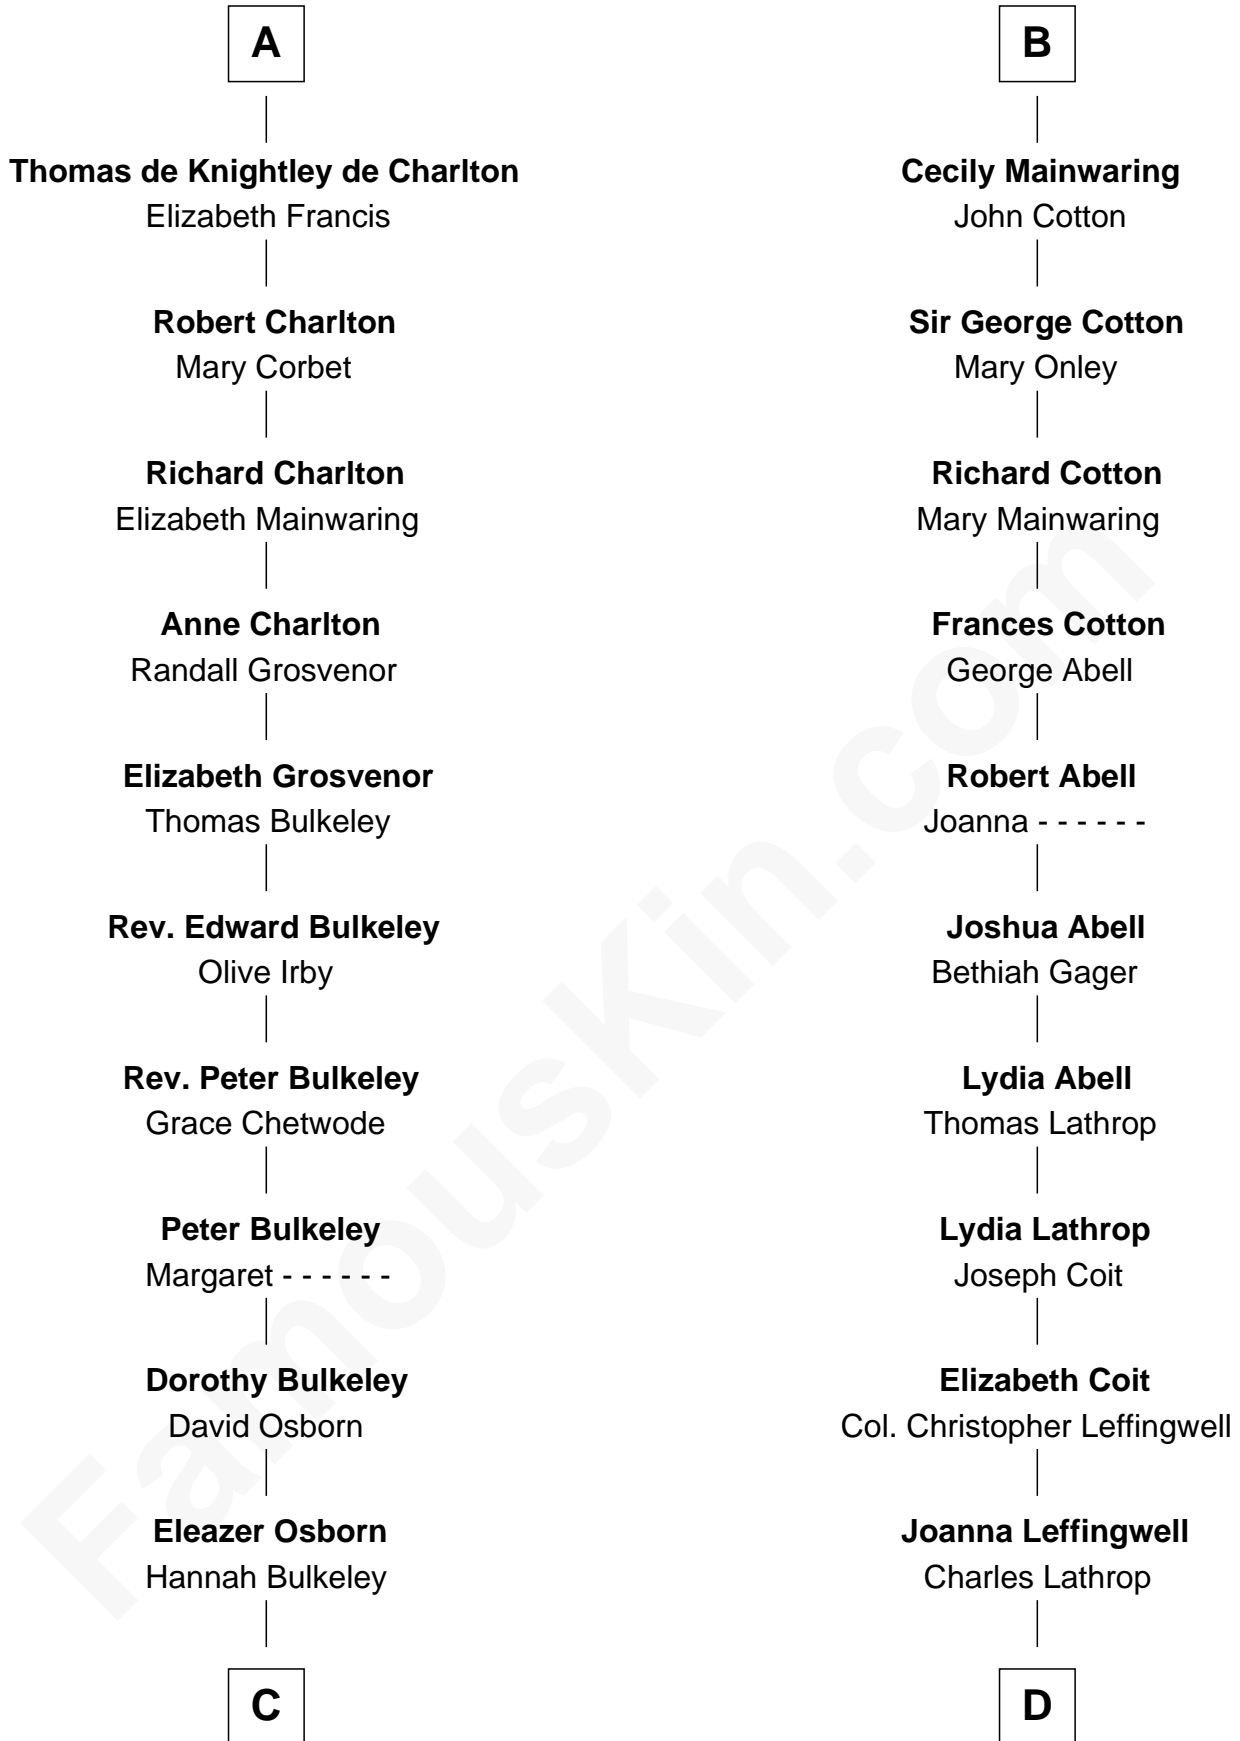 A
Thomas de Knightley de Charlton
Elizabeth Francis
Robert Charlton
Mary Corbet
Richard Charlton
Elizabeth Mainwaring
Anne Charlton
Randall Grosvenor
Elizabeth Grosvenor
Thomas Bulkeley
Rev. Edward Bulkeley
Olive Irby
Rev. Peter Bulkeley
Grace Chetwode
Peter Bulkeley
Margaret - - - - - -
Dorothy Bulkeley
David Osborn
Eleazer Osborn
Hannah Bulkeley
C
B
Cecily Mainwaring
John Cotton
Sir George Cotton
Mary Onley
Richard Cotton
Mary Mainwaring
Frances Cotton
George Abell
Robert Abell
Joanna - - - - - -
Joshua Abell
Bethiah Gager
Lydia Abell
Thomas Lathrop
Lydia Lathrop
Joseph Coit
Elizabeth Coit
Col. Christopher Leffingwell
Joanna Leffingwell
Charles Lathrop
D
FamousKin.com